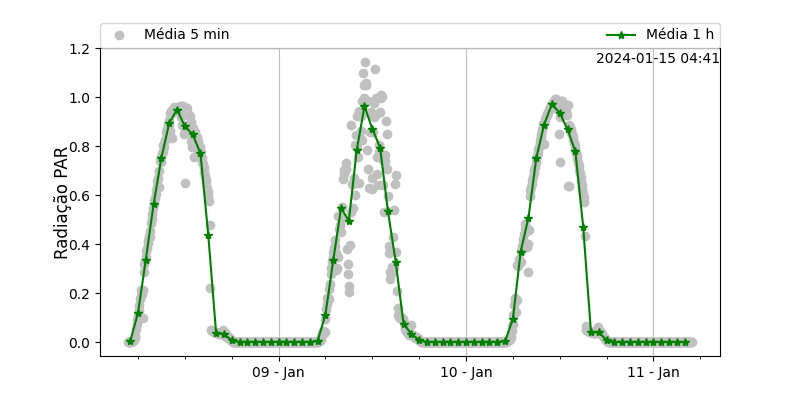 Média 5 min
Média 1 h
2024-01-15 04:41
Radiação PAR
1.2
1.0
0.8
0.6
0.4
0.2
0.0
09 - Jan
10 - Jan
11 - Jan